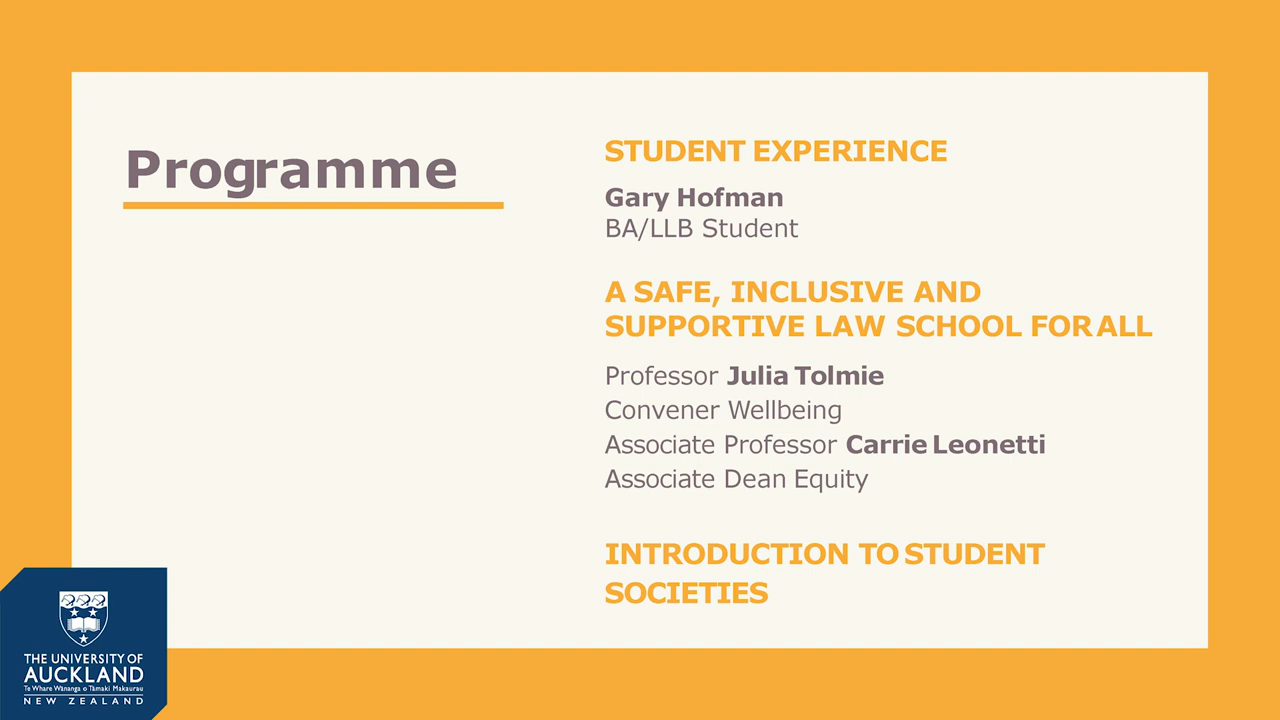 Programme
STUDENT EXPERIENCE
Gary Hofman
BA/LLB Student
A SAFE, INCLUSIVE AND
SUPPORTIVE LAW SCHOOL FOR ALL
Professor Julia Tolmie
Convener Wellbeing
Associate Professor Carrie Leonetti
Associate Dean Equity
INTRODUCTION TO STUDENT
SOCIETIES
THE UNIVERSITY OF
AUCKLAND
Te Whare Wānanga o Tāmaki Makaurau
NEW ZEALAND